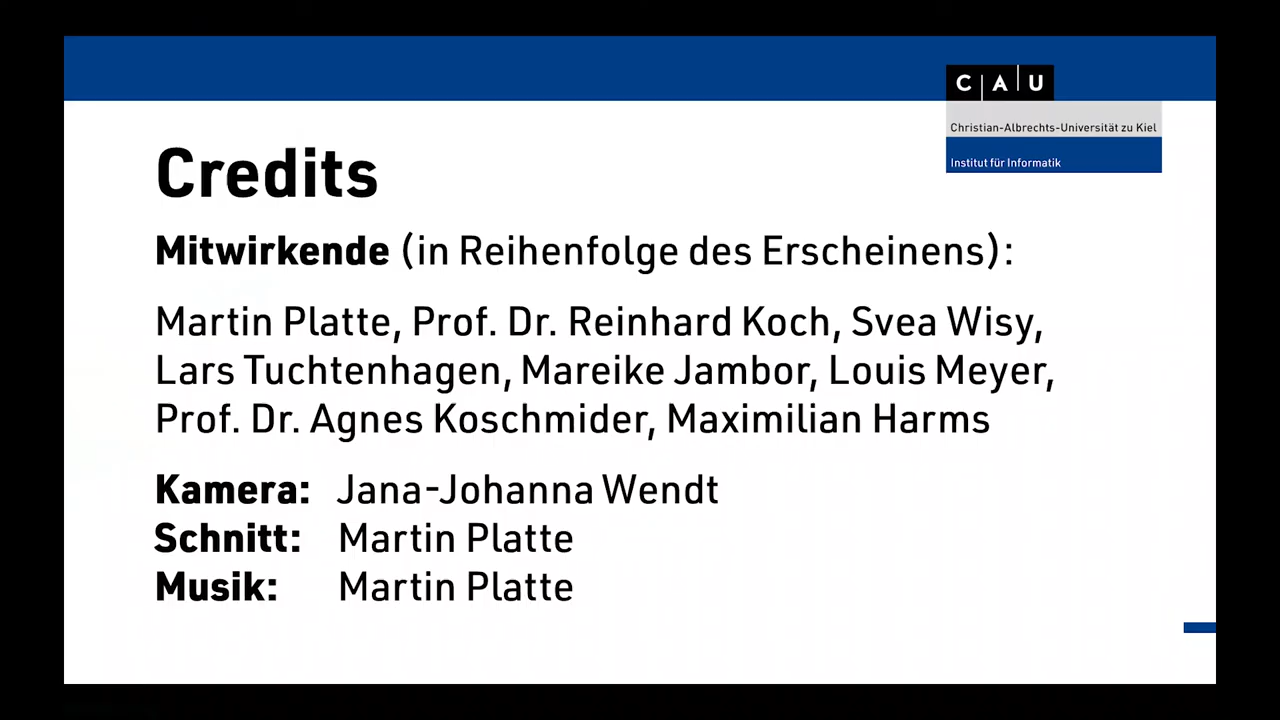 C A U
Christian-Albrechts-Universität zu Kiel
Institut für Informatik
Credits
Mitwirkende (in Reihenfolge des Erscheinens):
Martin Platte, Prof. Dr. Reinhard Koch, Svea Wisy,
Lars Tuchtenhagen, Mareike Jambor, Louis Meyer,
Prof. Dr. Agnes Koschmider, Maximilian Harms
Kamera: Jana-Johanna Wendt
Schnitt: Martin Platte
Musik: Martin Platte